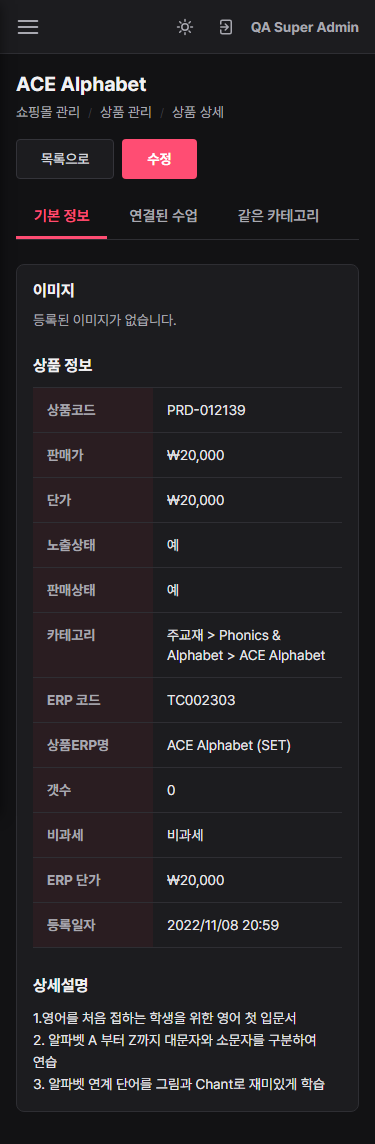 QA Super Admin
ACE Alphabet
쇼핑몰 관리 / 상품 관리 / 상품 상세
목록으로
수정
기본 정보
연결된 수업
같은 카테고리
이미지
등록된 이미지가 없습니다.
상품 정보
상품코드 PRD-012139
판매가 ₩20,000
단가 ₩20,000
노출상태 예
판매상태 예
카테고리 주교재 > Phonics &
Alphabet > ACE Alphabet
ERP 코드 TC002303
상품ERP명 ACE Alphabet (SET)
갯수 0
비과세 비과세
ERP 단가 ₩20,000
등록일자 2022/11/08 20:59
상세설명
1.영어를 처음 접하는 학생을 위한 영어 첫 입문서
2. 알파벳 A 부터 Z까지 대문자와 소문자를 구분하여
연습
3. 알파벳 연계 단어를 그림과 Chant로 재미있게 학습